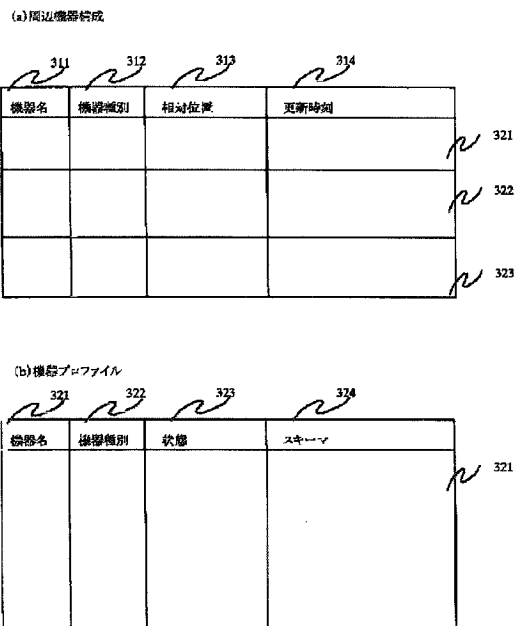 (a)周辺機器構成
311 312 313 314
機器名 機器種別 相対位置 更新時刻
321
322
323
(b)機器プロファイル
321 322 323 324
機器名 機器種別 状態 スキーマ
321